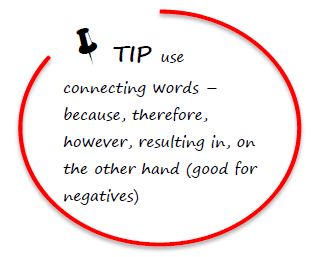 TIP use
connecting words –
because, therefore,
however, resulting in, on
the other hand (good for
negatives)